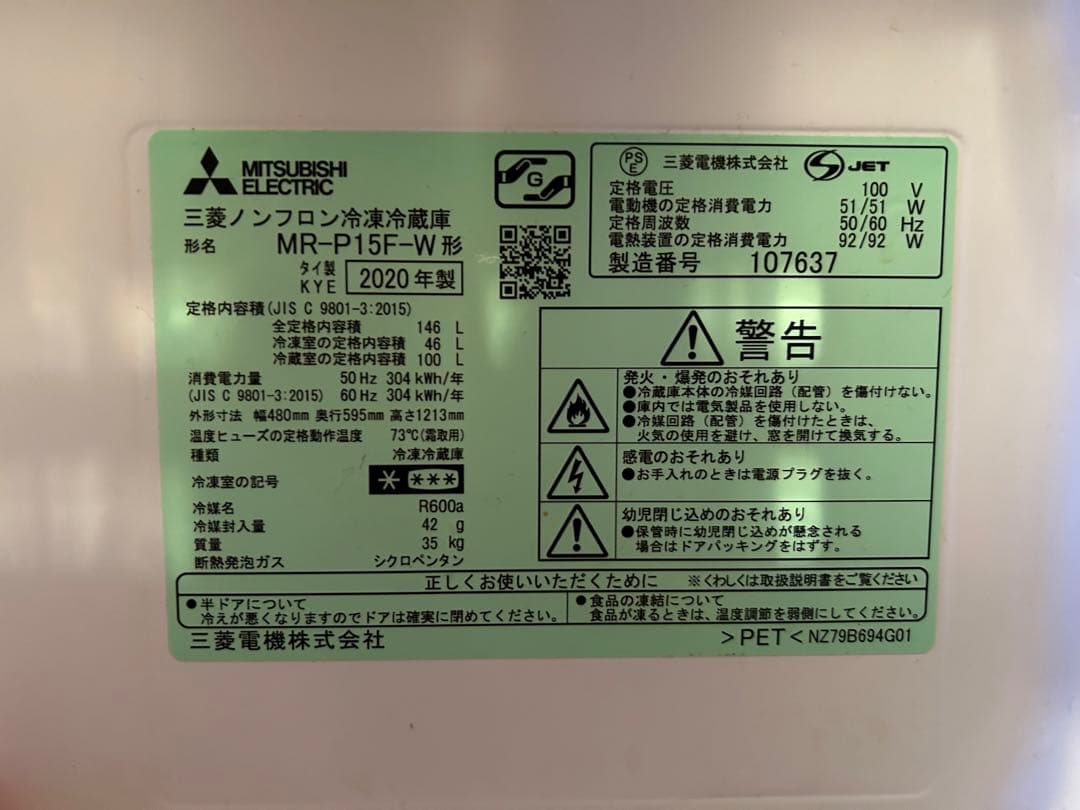 MITSUBISHI
ELECTRIC
三菱ノンフロン冷凍冷蔵庫
形名 MR-P15F-W形
タイ製
KYE 2020年製
定格内容積(JIS C 9801-3:2015)
全定格内容積 146 L
冷凍室の定格内容積 46 L
冷蔵室の定格内容積 100 L
消費電力量 50Hz 304kWh/年
(JIS C 9801-3:2015) 60Hz 304kWh/年
外形寸法 幅480mm 奥行595mm 高さ1213mm
温度ヒューズの定格動作温度 73℃(霜取用)
種類 冷凍冷蔵庫
冷凍室の記号
冷媒名 R600a
冷媒封入量 42 g
質量 35 kg
断熱発泡ガス シクロペンタン
G
PSE 三菱電機株式会社 JET
定格電圧 100 V
電動機の定格消費電力 51/51 W
定格周波数 50/60 Hz
電熱装置の定格消費電力 92/92 W
製造番号 107637
警告
発火・爆発のおそれあり
●冷蔵庫本体の冷媒回路(配管)を傷付けない。
●庫内では電気製品を使用しない。
●冷媒回路(配管)を傷付けたときは、
火気の使用を避け、窓を開けて換気する。
感電のおそれあり
●お手入れのときは電源プラグを抜く。
幼児閉じ込めのおそれあり
●保管時に幼児閉じ込めが懸念される
場合はドアパッキングをはずす。
正しくお使いいただくために ※くわしくは取扱説明書をご覧ください
●半ドアについて
冷えが悪くなりますのでドアは確実に閉めてください。
●食品の凍結について
食品が凍るときは、温度調節を弱側にしてください。
三菱電機株式会社 >PET< NZ79B694G01